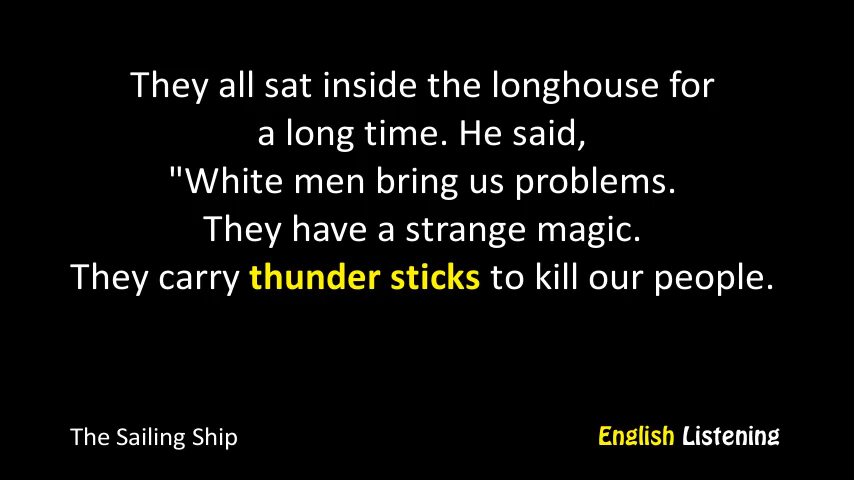 They all sat inside the longhouse for
a long time. He said,
"White men bring us problems.
They have a strange magic.
They carry thunder sticks to kill our people.
The Sailing Ship
English Listening